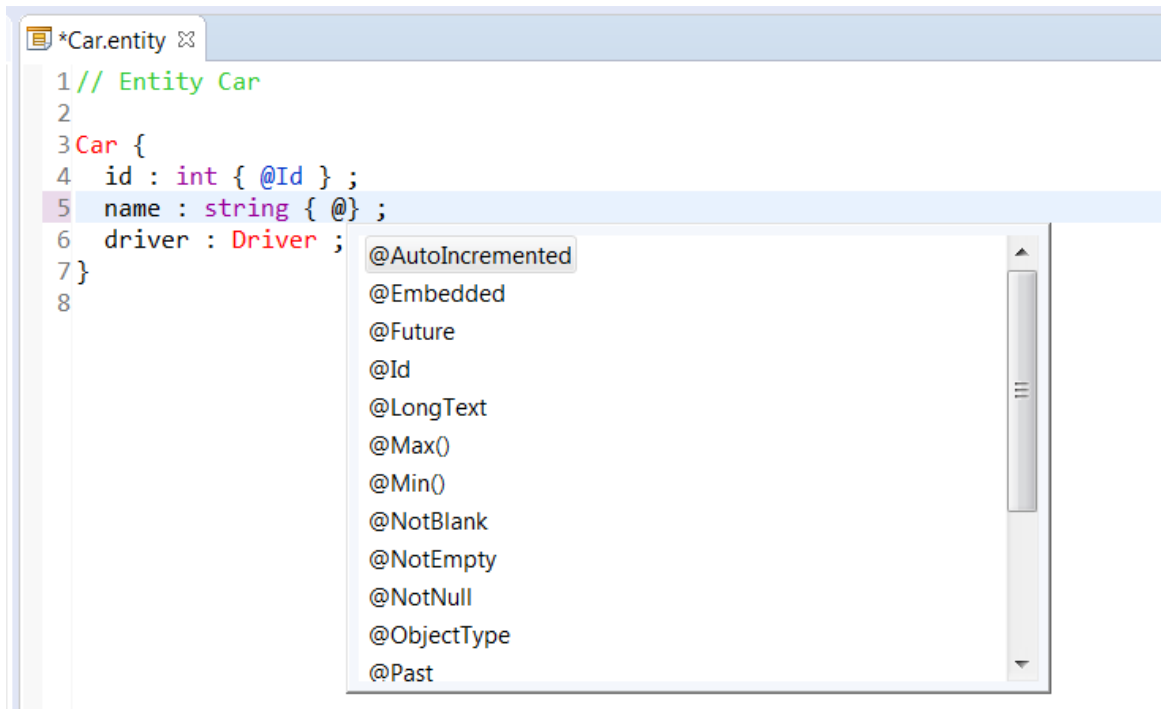 *Car.entity
1 // Entity Car
2
3 Car {
4 id : int { @Id } ;
5 name : string { @} ;
6 driver : Driver ;
7 }
8
@AutoIncremented
@Embedded
@Future
@Id
@LongText
@Max()
@Min()
@NotBlank
@NotEmpty
@NotNull
@ObjectType
@Past